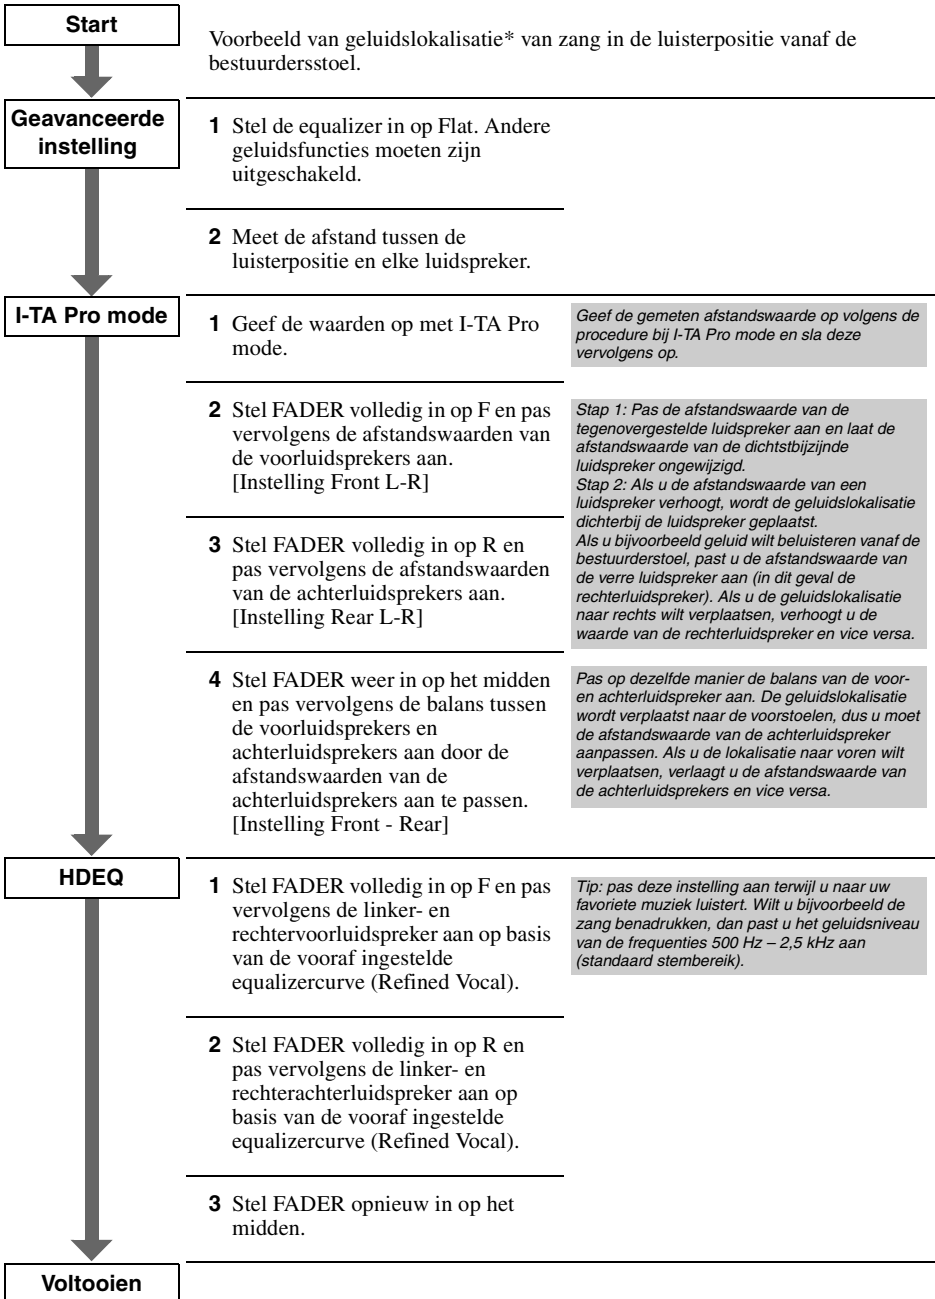 Start
Voorbeeld van geluidslokalisatie* van zang in de luisterpositie vanaf de
bestuurdersstoel.
Geavanceerde
instelling
1 Stel de equalizer in op Flat. Andere
geluidsfuncties moeten zijn
uitgeschakeld.
2 Meet de afstand tussen de
luisterpositie en elke luidspreker.
I-TA Pro mode
1 Geef de waarden op met I-TA Pro
mode.
Geef de gemeten afstandswaarde op volgens de
procedure bij I-TA Pro mode en sla deze
vervolgens op.
2 Stel FADER volledig in op F en pas
vervolgens de afstandswaarden van
de voorluidsprekers aan.
[Instelling Front L-R]
3 Stel FADER volledig in op R en
pas vervolgens de afstandswaarden
van de achterluidsprekers aan.
[Instelling Rear L-R]
Stap 1: Pas de afstandswaarde van de
tegenovergestelde luidspreker aan en laat de
afstandswaarde van de dichtstbijzijnde
luidspreker ongewijzigd.
Stap 2: Als u de afstandswaarde van een
luidspreker verhoogt, wordt de geluidslokalisatie
dichterbij de luidspreker geplaatst.
Als u bijvoorbeeld geluid wilt beluisteren vanaf de
bestuurderstoel, past u de afstandswaarde van
de verre luidspreker aan (in dit geval de
rechterluidspreker). Als u de geluidslokalisatie
naar rechts wilt verplaatsen, verhoogt u de
waarde van de rechterluidspreker en vice versa.
4 Stel FADER weer in op het midden
en pas vervolgens de balans tussen
de voorluidsprekers en
achterluidsprekers aan door de
afstandswaarden van de
achterluidsprekers aan te passen.
[Instelling Front - Rear]
Pas op dezelfde manier de balans van de voor-
en achterluidspreker aan. De geluidslokalisatie
wordt verplaatst naar de voorstoelen, dus u moet
de afstandswaarde van de achterluidspreker
aanpassen. Als u de lokalisatie naar voren wilt
verplaatsen, verlaagt u de afstandswaarde van
de achterluidsprekers en vice versa.
HDEQ
1 Stel FADER volledig in op F en pas
vervolgens de linker- en
rechtervoorluidspreker aan op basis
van de vooraf ingestelde
equalizercurve (Refined Vocal).
Tip: pas deze instelling aan terwijl u naar uw
favoriete muziek luistert. Wilt u bijvoorbeeld de
zang benadrukken, dan past u het geluidsniveau
van de frequenties 500 Hz – 2,5 kHz aan
(standaard stembereik).
2 Stel FADER volledig in op R en
pas vervolgens de linker- en
rechterachterluidspreker aan op
basis van de vooraf ingestelde
equalizercurve (Refined Vocal).
3 Stel FADER opnieuw in op het
midden.
Voltooien